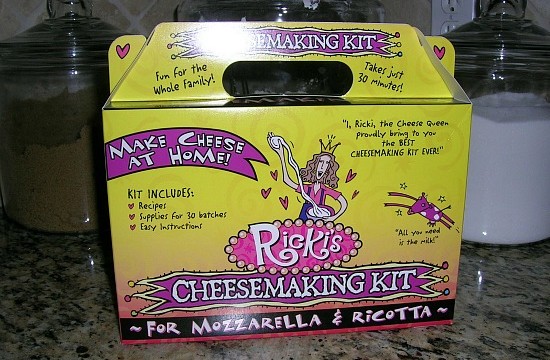 CHEESEMAKING KIT
Fun for the
Whole Family!
Takes just
30 minutes!
MAKE CHEESE
AT HOME!
"I, Ricki, the Cheese Queen
proudly bring to you
the BEST
CHEESEMAKING KIT EVER!"
KIT INCLUDES:
Recipes
Supplies for 30 batches
Easy Instructions
"All you need
is the milk!"
Ricki's
CHEESEMAKING KIT
~ FOR MOZZARELLA & RICOTTA ~